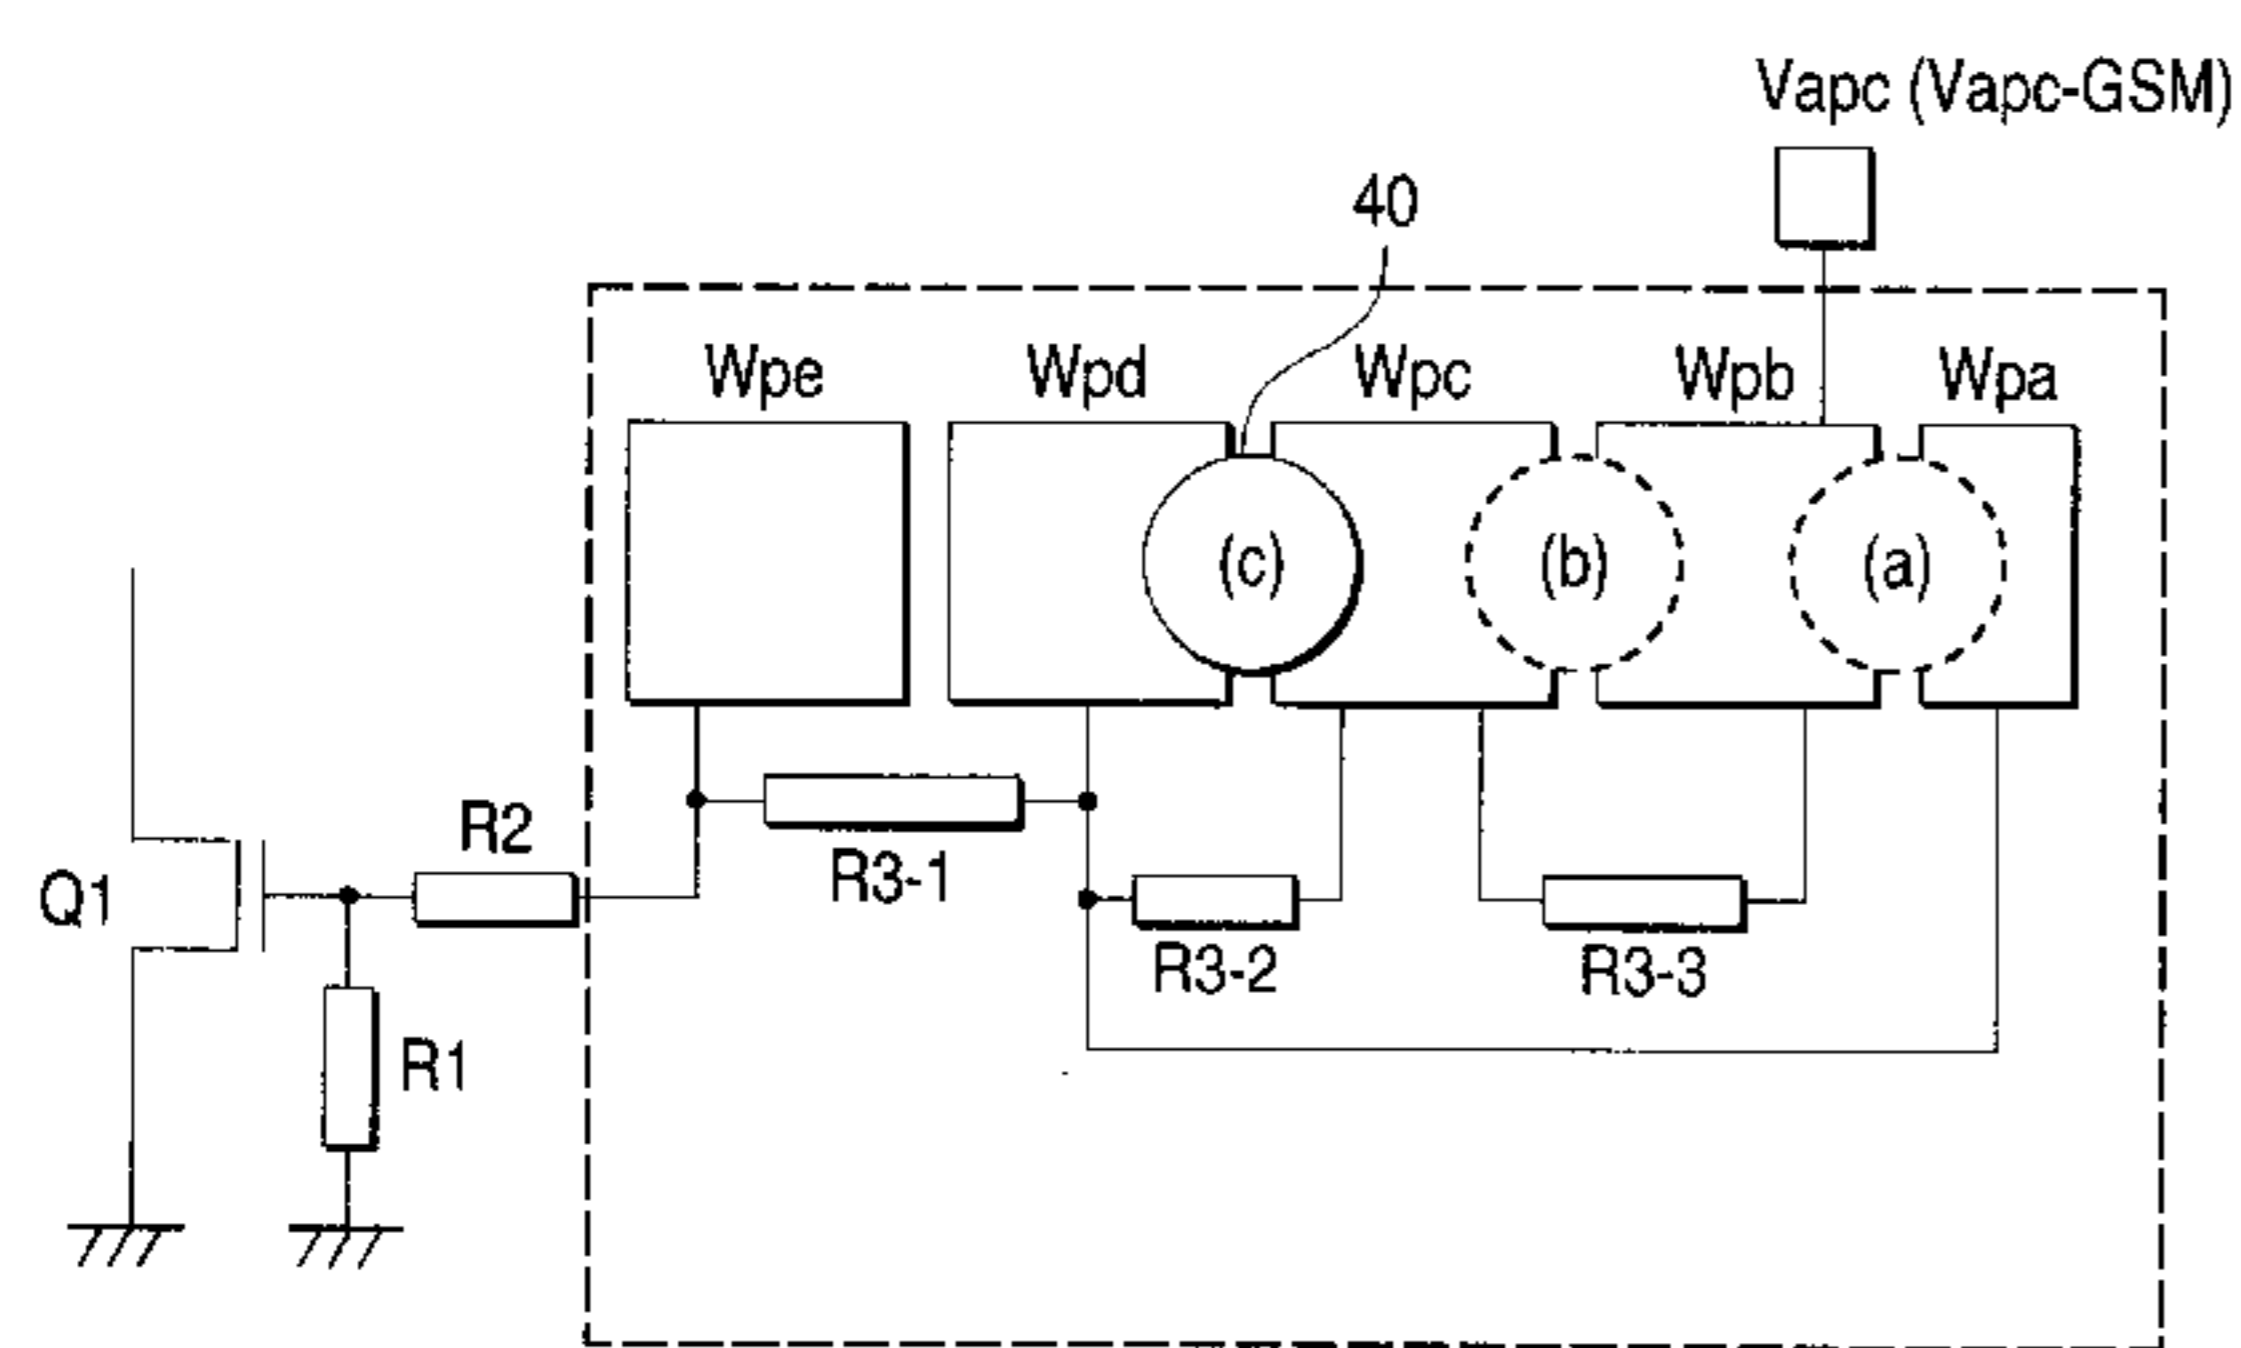 Vapc (Vapc-GSM)
40
Wpe
Wpd
Wpc
Wpb
Wpa
(c)
(b)
(a)
R2
R3-1
Q1
R3-2
R3-3
R1